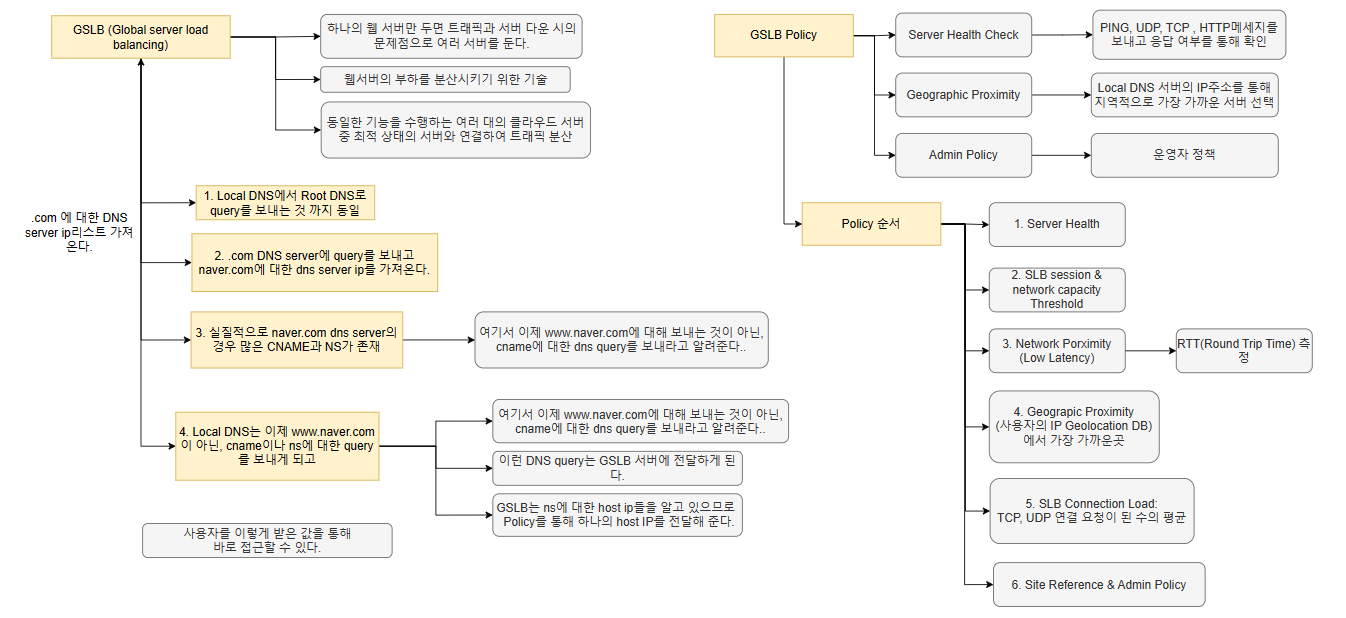 GSLB (Global server load
balancing)
하나의 웹 서버만 두면 트래픽과 서버 다운 시의
문제점으로 여러 서버를 둔다.
웹서버의 부하를 분산시키기 위한 기술
동일한 기능을 수행하는 여러 대의 클라우드 서버
중 최적 상태의 서버와 연결하여 트래픽 분산
.com 에 대한 DNS
server ip리스트 가져
온다.
1. Local DNS에서 Root DNS로
query를 보내는 것 까지 동일
2. .com DNS server에 query를 보내고
naver.com에 대한 dns server ip를 가져온다.
3. 실질적으로 naver.com dns server의
경우 많은 CNAME과 NS가 존재
여기서 이제 www.naver.com에 대해 보내는 것이 아닌,
cname에 대한 dns query를 보내라고 알려준다..
4. Local DNS는 이제 www.naver.com
이 아닌, cname이나 ns에 대한 query
를 보내게 되고
여기서 이제 www.naver.com에 대해 보내는 것이 아닌,
cname에 대한 dns query를 보내라고 알려준다..
이런 DNS query는 GSLB 서버에 전달하게 된
다.
GSLB는 ns에 대한 host ip들을 알고 있으므로
Policy를 통해 하나의 host IP를 전달해 준다.
사용자를 이렇게 받은 값을 통해
바로 접근할 수 있다.
GSLB Policy
Server Health Check
PING, UDP, TCP , HTTP메세지를
보내고 응답 여부를 통해 확인
Geographic Proximity
Local DNS 서버의 IP주소를 통해
지역적으로 가장 가까운 서버 선택
Admin Policy
운영자 정책
Policy 순서
1. Server Health
2. SLB session &
network capacity
Threshold
3. Network Porximity
(Low Latency)
RTT(Round Trip Time) 측
정
4. Geograpic Proximity
(사용자의 IP Geolocation DB)
에서 가장 가까운곳
5. SLB Connection Load:
TCP, UDP 연결 요청이 된 수의 평균
6. Site Reference & Admin Policy